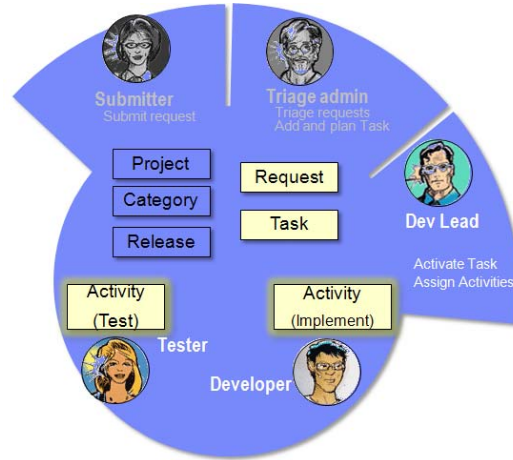 Submitter
Submit request
Triage admin
Triage requests
Add and plan Task
Project
Category
Release
Request
Task
Dev Lead
Activate Task
Assign Activities
Activity
(Test)
Tester
Activity
(Implement)
Developer